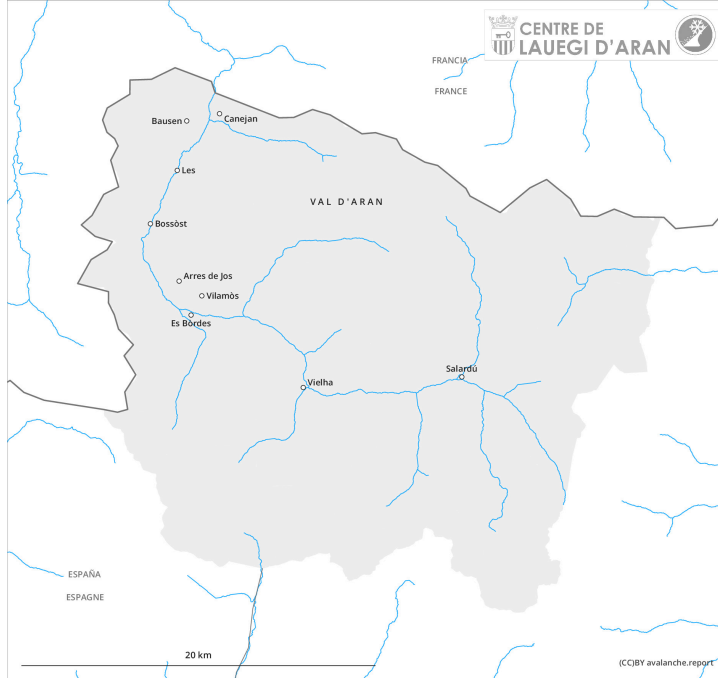 CENTRE DE
LAUEGI D'ARAN
FRANCIA
FRANCE
Canejan
Bausen
Les
VAL D'ARAN
Bossòst
Arres de Jos
Vilamòs
Es Bòrdes
Salardú
Vielha
ESPAÑA
ESPAGNE
20 km
(CC)BY avalanche.report